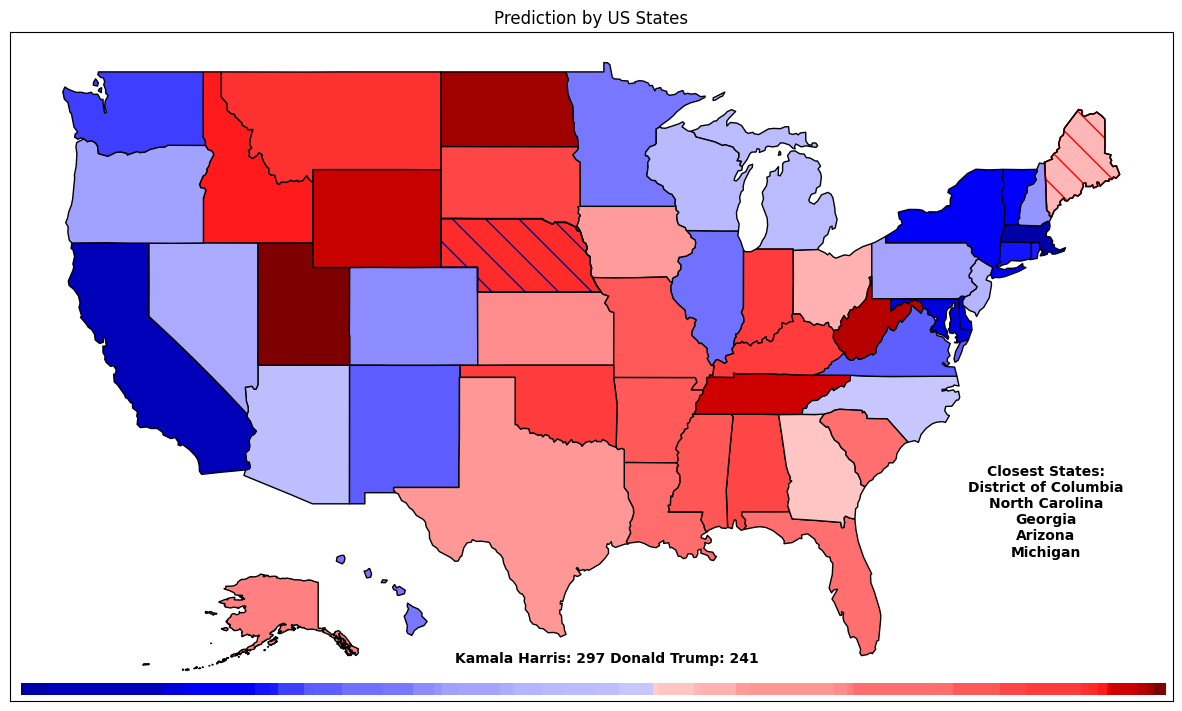 Prediction by US States
Closest States:
District of Columbia
North Carolina
Georgia
Arizona
Michigan
Kamala Harris: 297 Donald Trump: 241